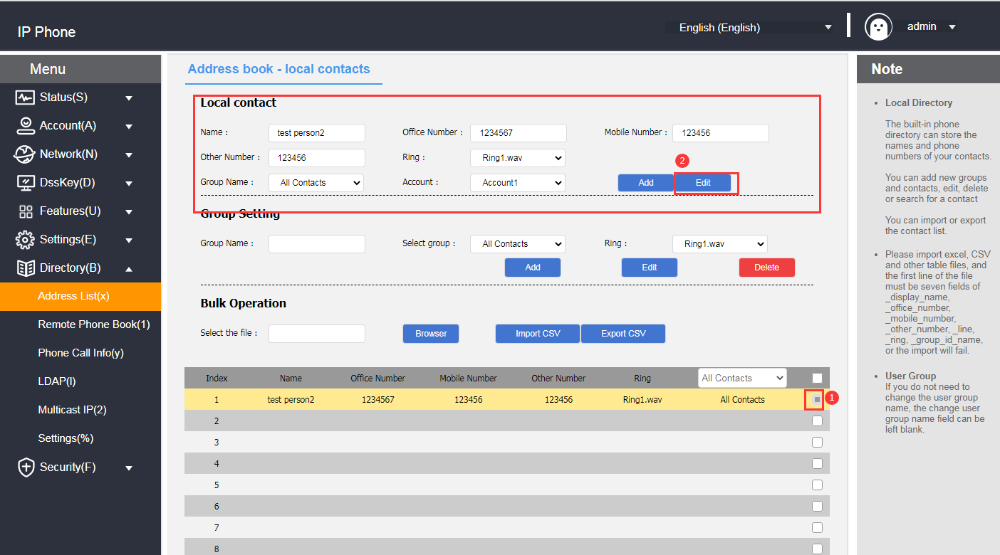 IP Phone
English (English)
admin
Menu
Status(S)
Account(A)
Network(N)
DssKey(D)
Features(U)
Settings(E)
Directory(B)
Address List(x)
Remote Phone Book(1)
Phone Call Info(y)
LDAP(I)
Multicast IP(2)
Settings(%)
Security(F)
Address book - local contacts
Local contact
Name : test person2 Office Number : 1234567 Mobile Number : 123456
Other Number : 123456 Ring : Ring1.wav
2
Group Name : All Contacts Account : Account1 Add Edit
Group Setting
Group Name : Select group : All Contacts Ring : Ring1.wav
Add Edit Delete
Bulk Operation
Select the file : Browser Import CSV Export CSV
Index Name Office Number Mobile Number Other Number Ring All Contacts
1 test person2 1234567 123456 123456 Ring1.wav All Contacts 1
2
3
4
5
6
7
8
Note
• Local Directory
The built-in phone
directory can store the
names and phone
numbers of your contacts.
You can add new groups
and contacts, edit, delete
or search for a contact
You can import or export
the contact list.
• Please import excel, CSV
and other table files, and
the first line of the file
must be seven fields of
_display_name,
_office_number,
_mobile_number,
_other_number, _line,
_ring, _group_id_name,
or the import will fail.
• User Group
If you do not need to
change the user group
name, the change user
group name field can be
left blank.